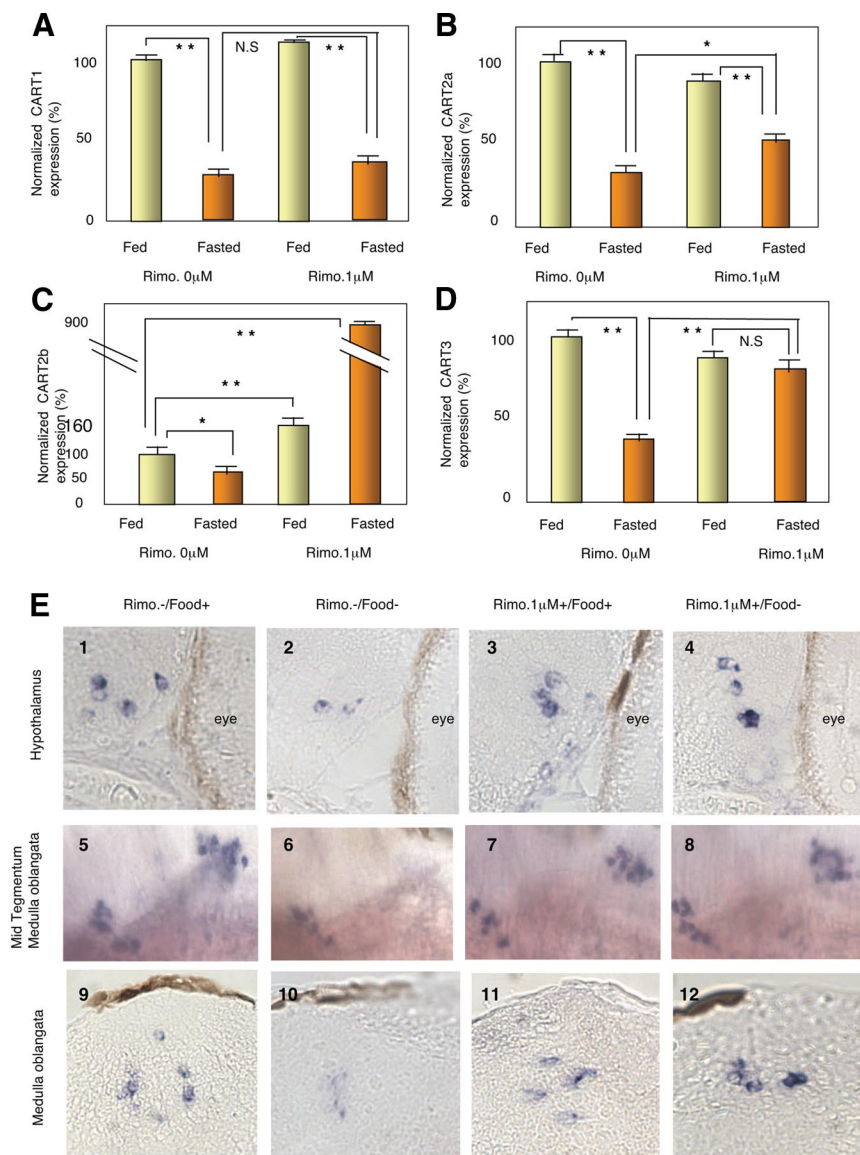 A
Normalized CART1
expression (%)
100
50
0
* *
N.S
* *
Fed
Fasted
Fed
Fasted
Rimo. 0μM
Rimo.1μM
B
Normalized CART2a
expression (%)
100
50
0
* *
*
* *
Fed
Fasted
Fed
Fasted
Rimo. 0μM
Rimo.1μM
C
Normalized CART2b
expression (%)
900
160
100
50
0
* *
* *
*
Fed
Fasted
Fed
Fasted
Rimo. 0μM
Rimo.1μM
D
Normalized CART3
expression (%)
100
50
0
* *
* *
N.S
Fed
Fasted
Fed
Fasted
Rimo. 0μM
Rimo.1μM
E
Rimo.-/Food+
Rimo.-/Food-
Rimo.1μM+/Food+
Rimo.1μM+/Food-
Hypothalamus
1
eye
2
eye
3
eye
4
eye
Mid Tegmentum
Medulla oblangata
5
6
7
8
Medulla oblangata
9
10
11
12